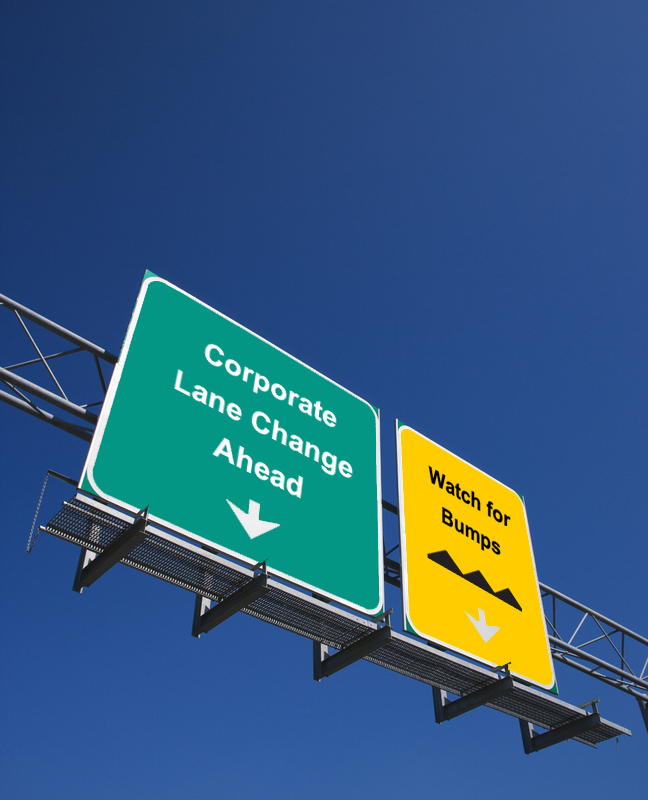 Corporate
Lane Change
Ahead
Watch for
Bumps